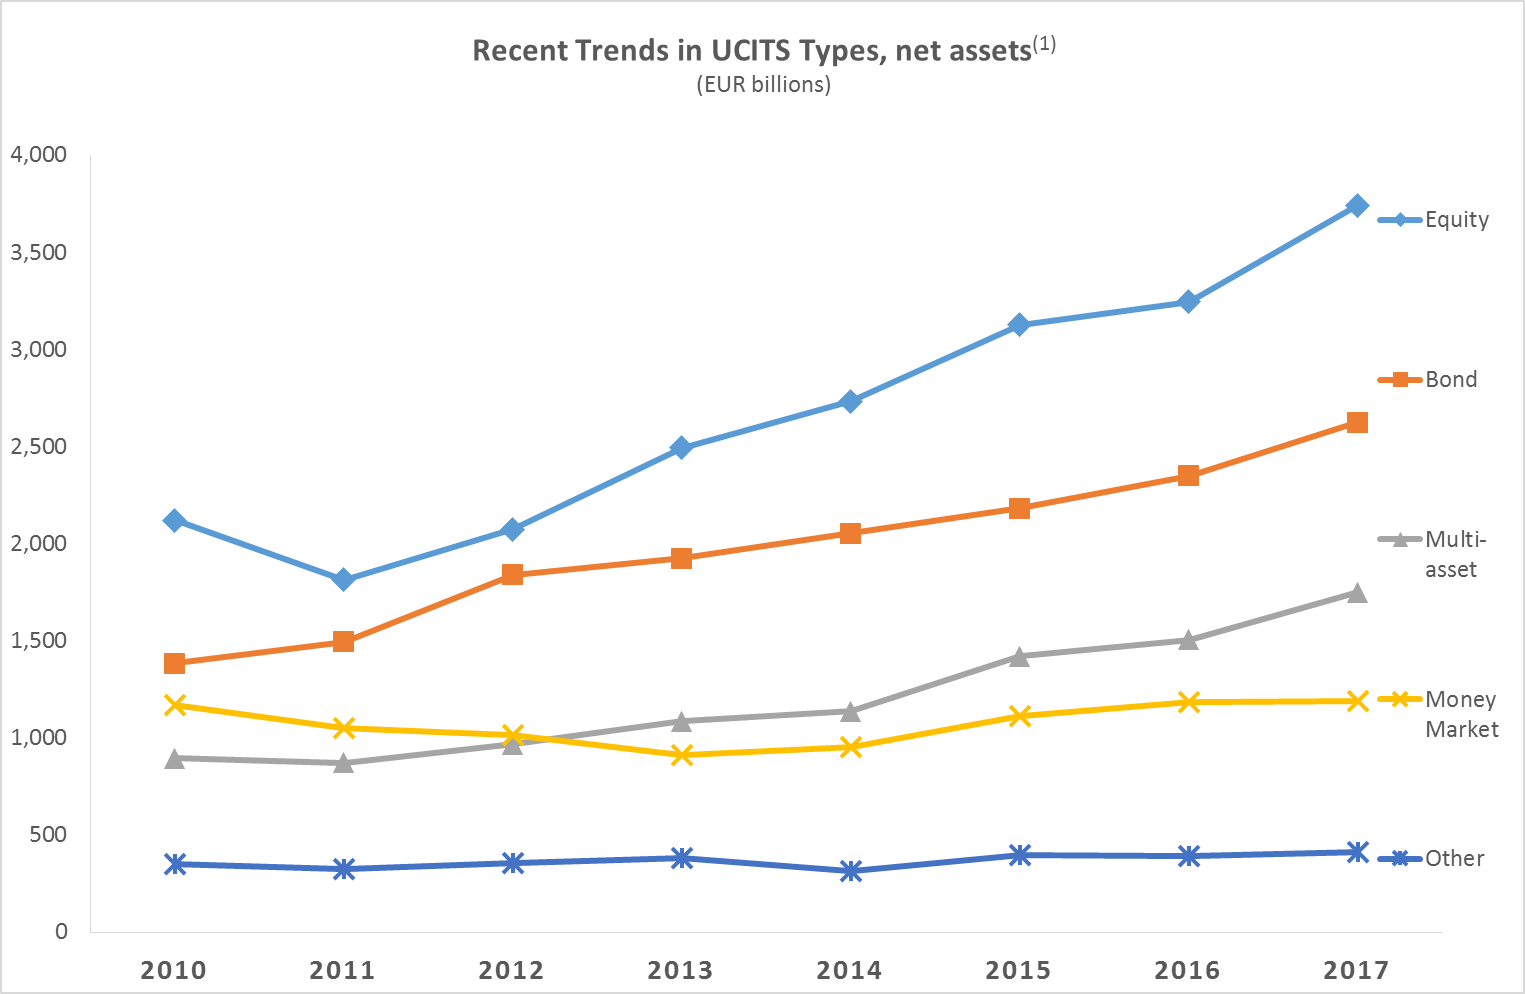 Recent Trends in UCITS Types, net assets(1)
(EUR billions)
4,000
3,500
3,000
2,500
2,000
1,500
1,000
500
0
2010 2011 2012 2013 2014 2015 2016 2017
Equity
Bond
Multi-
asset
Money
Market
Other